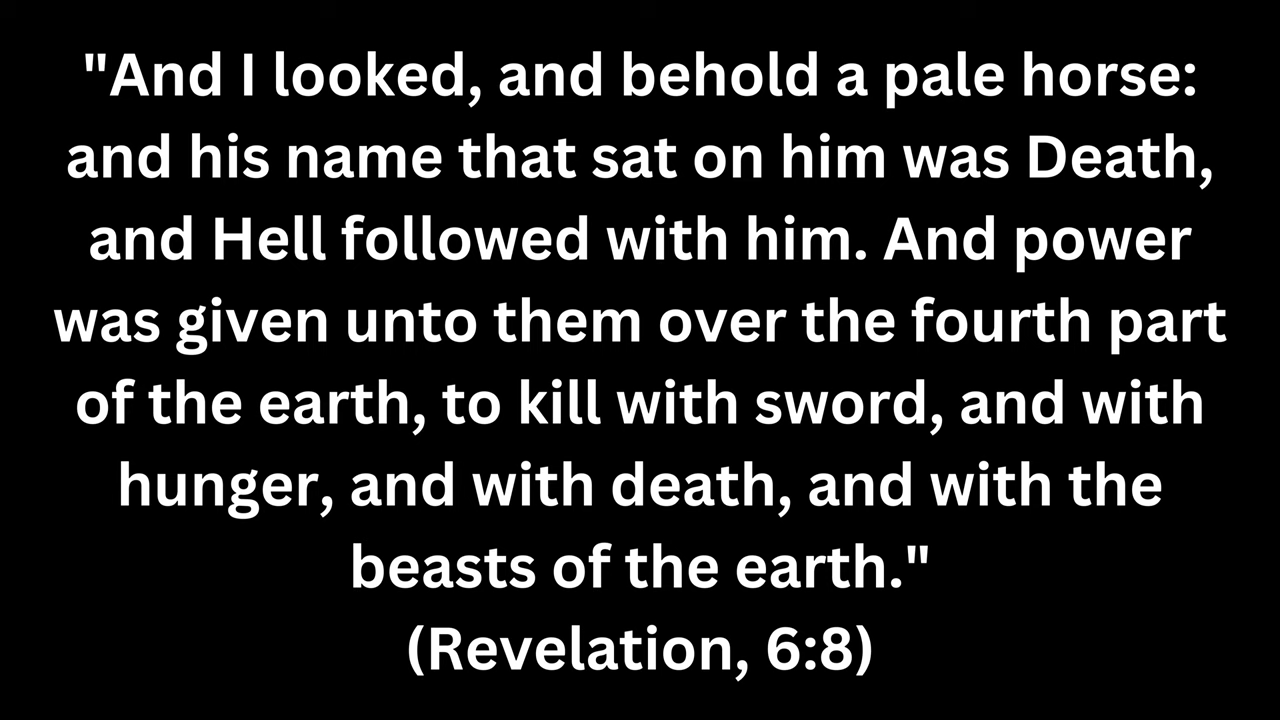 "And I looked, and behold a pale horse:
and his name that sat on him was Death,
and Hell followed with him. And power
was given unto them over the fourth part
of the earth, to kill with sword, and with
hunger, and with death, and with the
beasts of the earth."
(Revelation, 6:8)